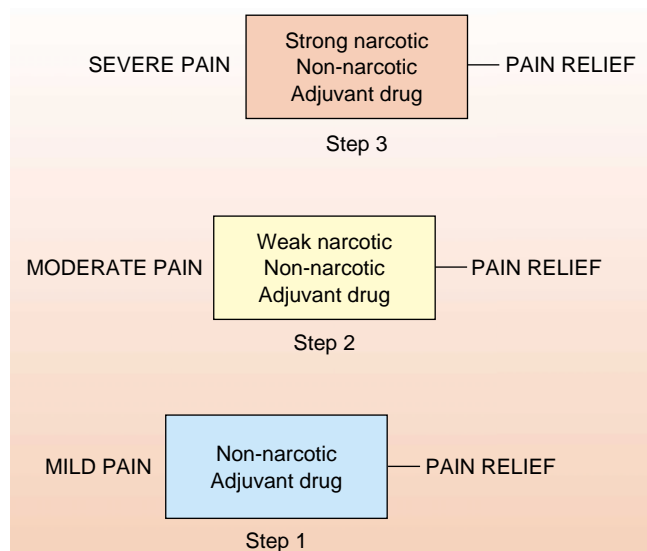 SEVERE PAIN
Strong narcotic
Non-narcotic
Adjuvant drug
PAIN RELIEF
Step 3
MODERATE PAIN
Weak narcotic
Non-narcotic
Adjuvant drug
PAIN RELIEF
Step 2
MILD PAIN
Non-narcotic
Adjuvant drug
PAIN RELIEF
Step 1